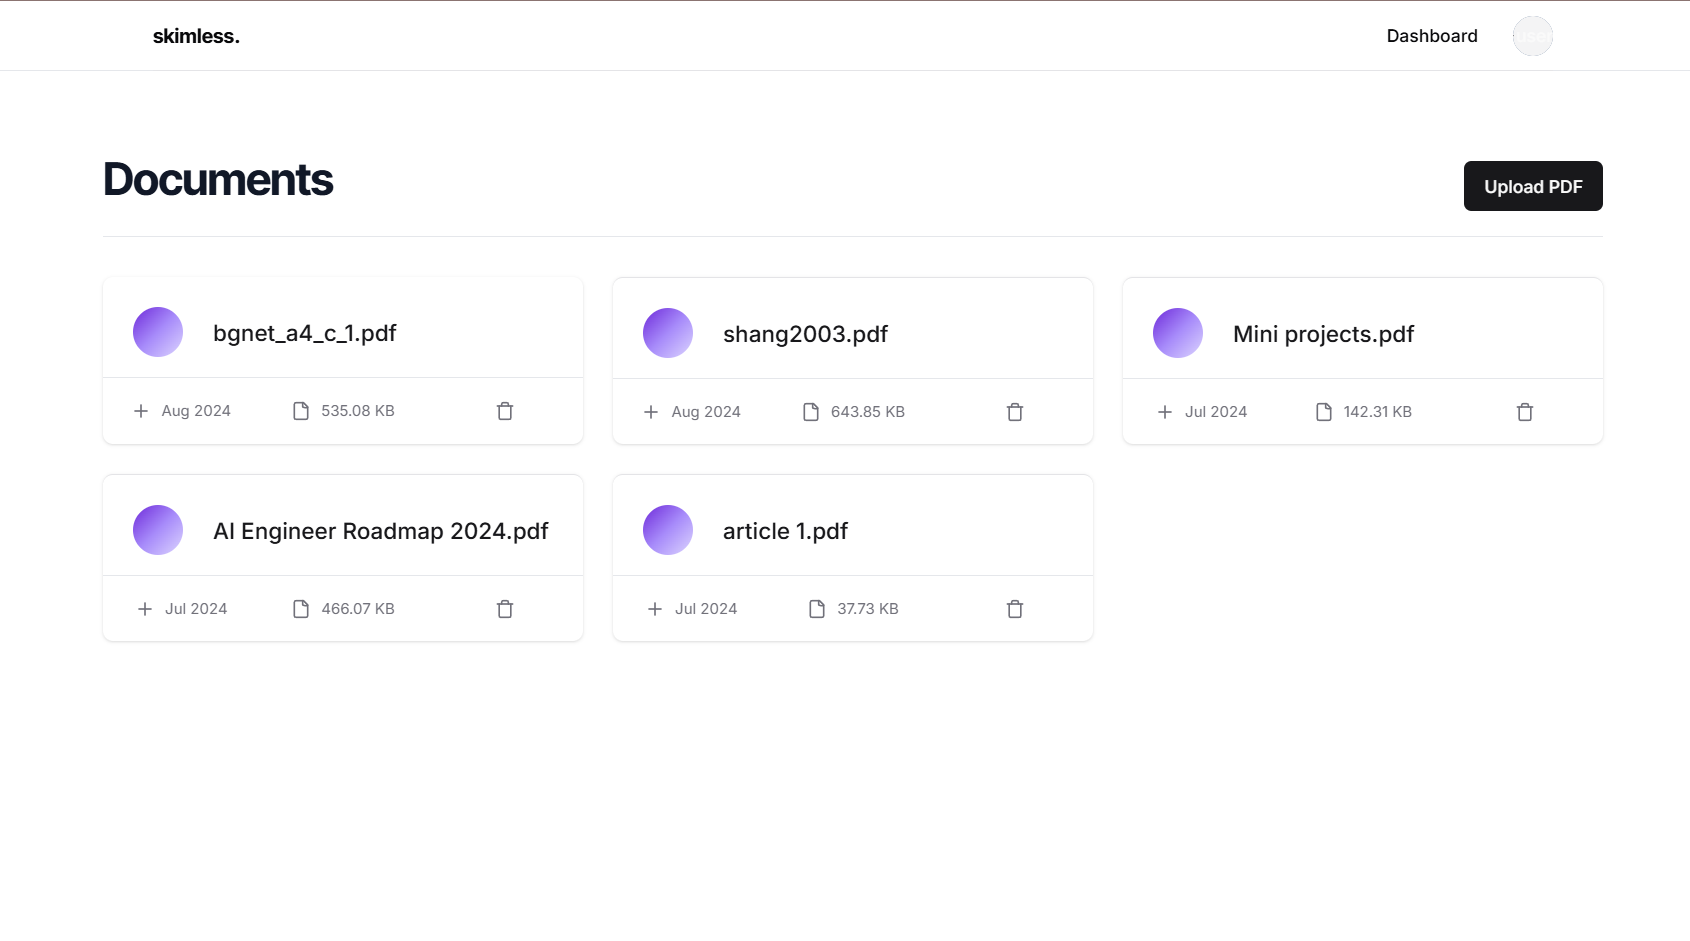 skimless.
Dashboard
Documents
Upload PDF
bgnet_a4_c_1.pdf
Aug 2024
535.08 KB
shang2003.pdf
Aug 2024
643.85 KB
Mini projects.pdf
Jul 2024
142.31 KB
AI Engineer Roadmap 2024.pdf
Jul 2024
466.07 KB
article 1.pdf
Jul 2024
37.73 KB